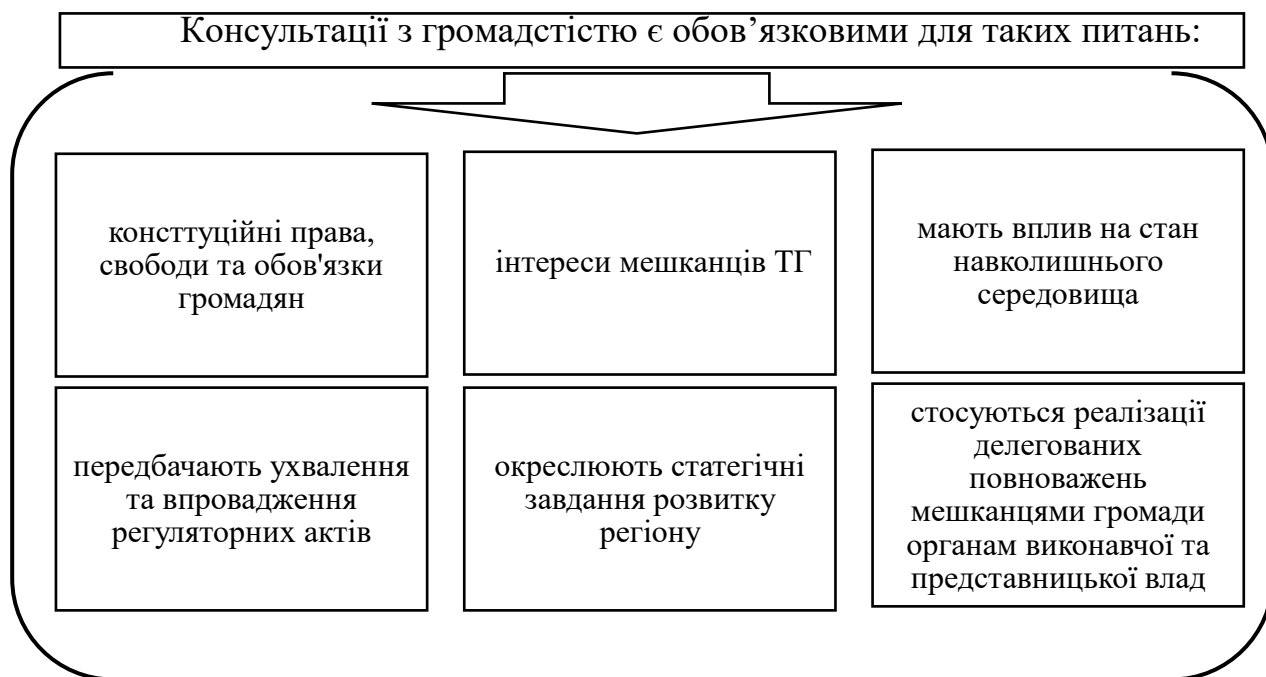 Консультації з громадстістю є обов’язковими для таких питань:
консттуційні права,
свободи та обов'язки
громадян
інтереси мешканців ТГ
мають вплив на стан
навколишнього
середовища
передбачають ухвалення
та впровадження
регуляторних актів
окреслюють статегічні
завдання розвитку
регіону
стосуються реалізації
делегованих
повноважень
мешканцями громади
органам виконавчої та
представницької влад